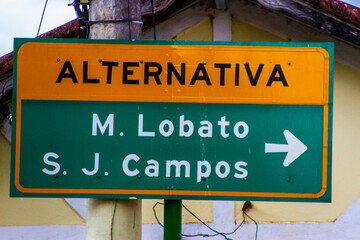 ALTERNATIVA
M. Lobato
S. J. Campos